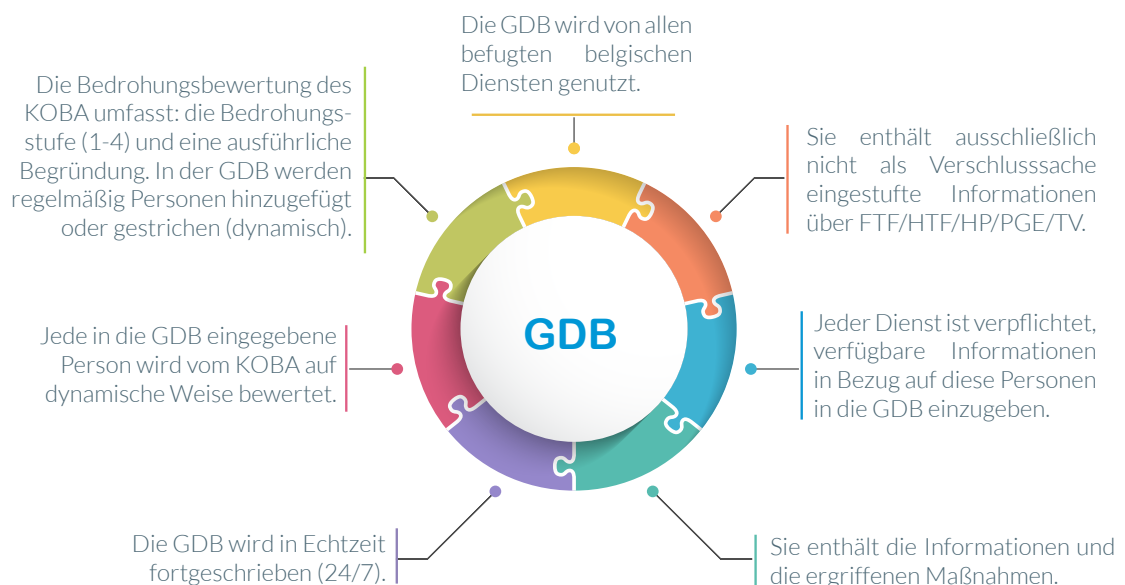 Die GDB wird von allen
befugten belgischen
Diensten genutzt.
Sie enthält ausschließlich
nicht als Verschlusssache
eingestufte Informationen
über FTF/HTF/HP/PGE/TV.
Jeder Dienst ist verpflichtet,
verfügbare Informationen
in Bezug auf diese Personen
in die GDB einzugeben.
Sie enthält die Informationen und
die ergriffenen Maßnahmen.
Die GDB wird in Echtzeit
fortgeschrieben (24/7).
Jede in die GDB eingegebene
Person wird vom KOBA auf
dynamische Weise bewertet.
Die Bedrohungsbewertung des
KOBA umfasst: die Bedrohungs-
stufe (1-4) und eine ausführliche
Begründung. In der GDB werden
regelmäßig Personen hinzugefügt
oder gestrichen (dynamisch).
GDB